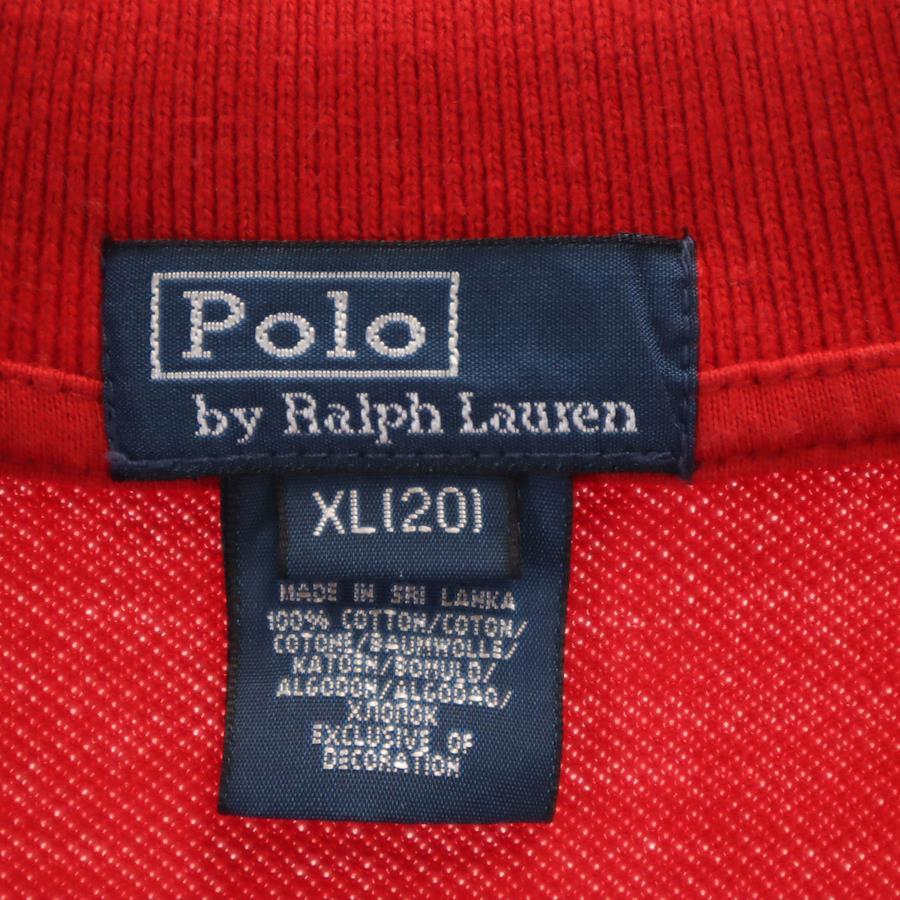 Polo
by Ralph Lauren
XL(20)
MADE IN SRI LANKA
100% COTTON/COTON/
COTONE/BAUMWOLLE/
KATOEN/BOMULD/
ALGODON/ALGODAO/
ХЛОПОК
EXCLUSIVE OF
DECORATION